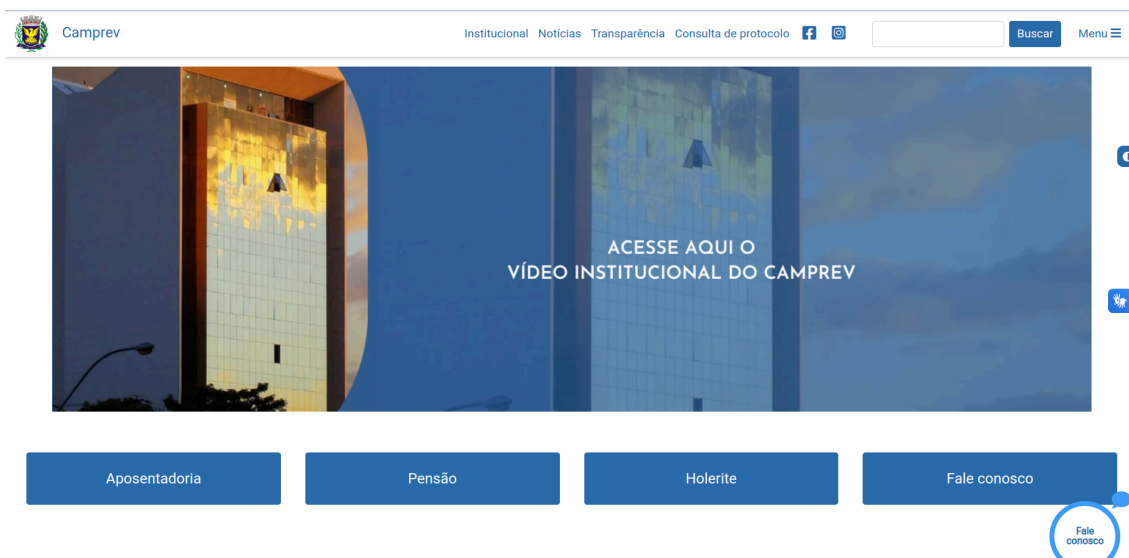 Camprev
Institucional Notícias Transparência Consulta de protocolo
Buscar
Menu
ACESSE AQUI O
VÍDEO INSTITUCIONAL DO CAMPREV
Aposentadoria
Pensão
Holerite
Fale conosco
Fale
conosco